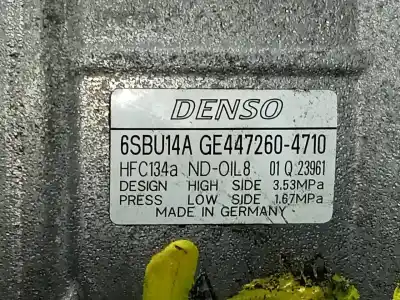 DENSO
6SBU14A GE447260-4710
HFC134a ND-OIL8 01 Q 23961
DESIGN HIGH SIDE 3.53MPa
PRESS LOW SIDE 1.67MPa
MADE IN GERMANY